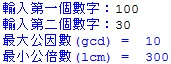 輸入第一個數字：100
輸入第二個數字：30
最大公因數(gcd) = 10
最小公倍數(lcm) = 300